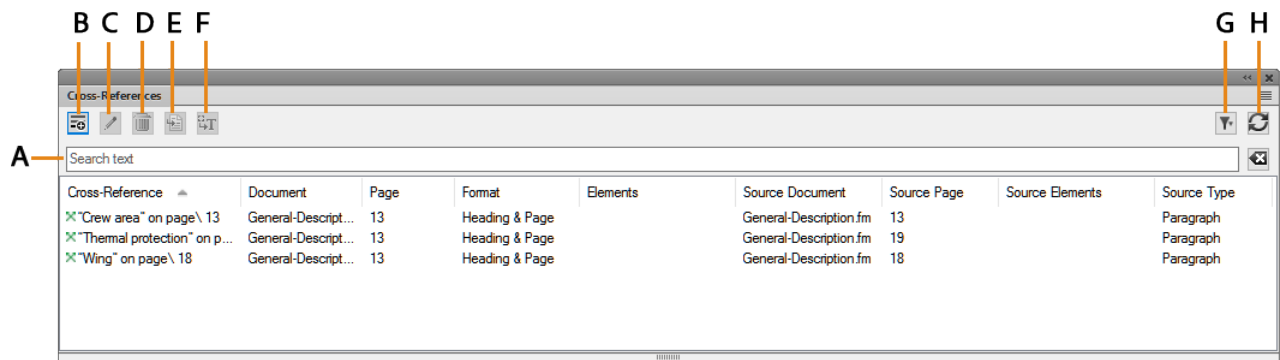 B C D E F G H
Cross-References
A
Search text
Cross-Reference Document Page Format Elements Source Document Source Page Source Elements Source Type
"Crew area" on page\ 13 General-Descript... 13 Heading & Page General-Description.fm 13 Paragraph
"Thermal protection" on p... General-Descript... 13 Heading & Page General-Description.fm 19 Paragraph
"Wing" on page\ 18 General-Descript... 13 Heading & Page General-Description.fm 18 Paragraph